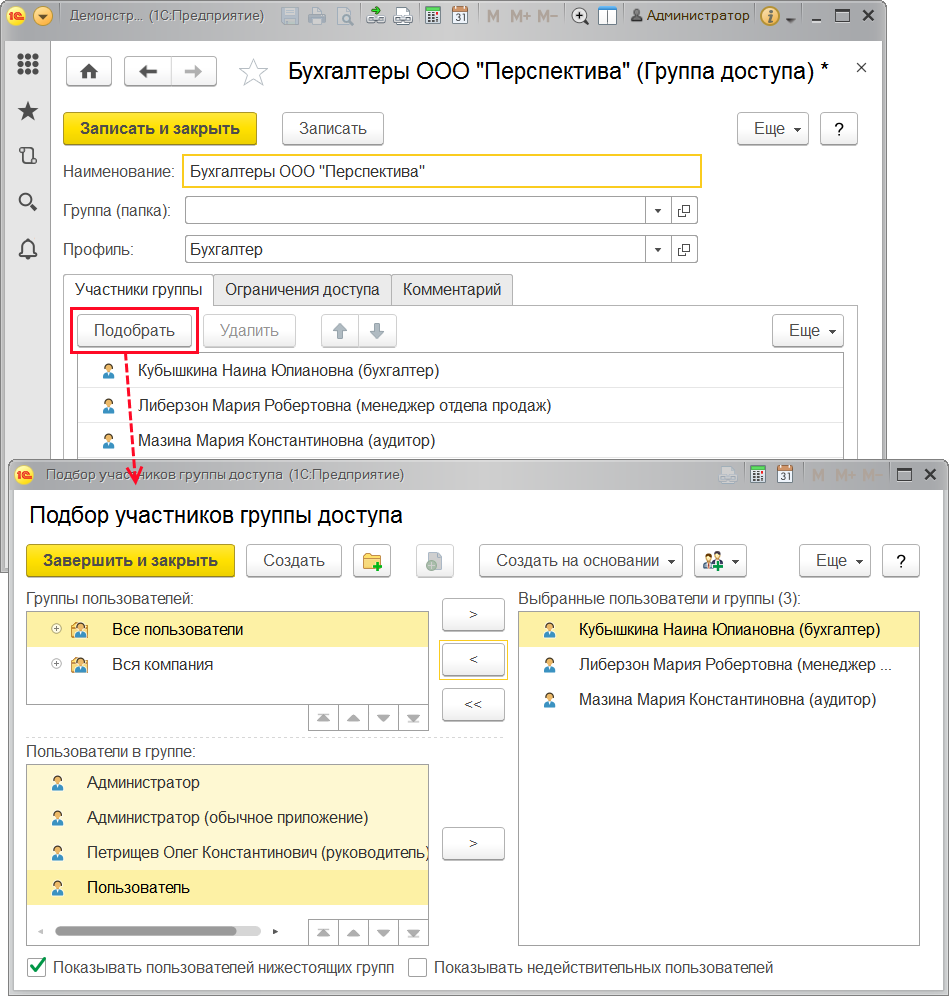 Демонстр... (1С:Предприятие) 31 M M+ M− Администратор i
Бухгалтеры ООО "Перспектива" (Группа доступа) * ×
Записать и закрыть Записать Еще ?
Наименование: Бухгалтеры ООО "Перспектива"
Группа (папка):
Профиль: Бухгалтер
Участники группы Ограничения доступа Комментарий
Подобрать Удалить Еще
Кубышкина Наина Юлиановна (бухгалтер)
Либерзон Мария Робертовна (менеджер отдела продаж)
Мазина Мария Константиновна (аудитор)
1С Подбор участников группы доступа (1С:Предприятие) 31 M M+ M−
Подбор участников группы доступа
Завершить и закрыть Создать Создать на основании Еще ?
Группы пользователей:
Все пользователи
Вся компания
>
<
<<
Выбранные пользователи и группы (3):
Кубышкина Наина Юлиановна (бухгалтер)
Либерзон Мария Робертовна (менеджер ...
Мазина Мария Константиновна (аудитор)
Пользователи в группе:
Администратор
Администратор (обычное приложение)
Петрищев Олег Константинович (руководитель)
Пользователь
>
Показывать пользователей нижестоящих групп Показывать недействительных пользователей